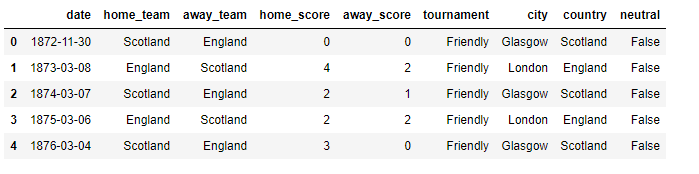 date home_team away_team home_score away_score tournament city country neutral
0 1872-11-30 Scotland England 0 0 Friendly Glasgow Scotland False
1 1873-03-08 England Scotland 4 2 Friendly London England False
2 1874-03-07 Scotland England 2 1 Friendly Glasgow Scotland False
3 1875-03-06 England Scotland 2 2 Friendly London England False
4 1876-03-04 Scotland England 3 0 Friendly Glasgow Scotland False